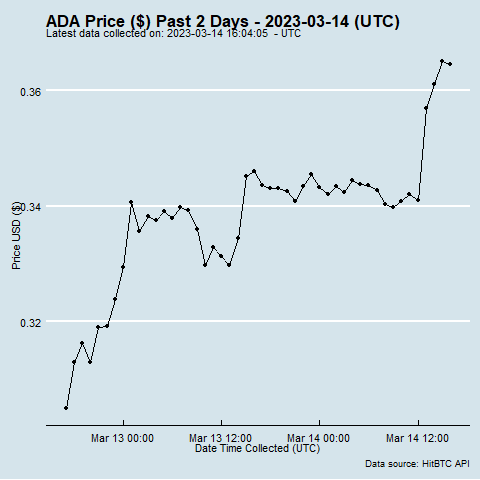 ADA Price ($) Past 2 Days - 2023-03-14 (UTC)
Latest data collected on: 2023-03-14 16:04:05  - UTC
0.36
0.34
0.32
Price USD ($)
Mar 13 00:00
Mar 13 12:00
Mar 14 00:00
Mar 14 12:00
Date Time Collected (UTC)
Data source: HitBTC API